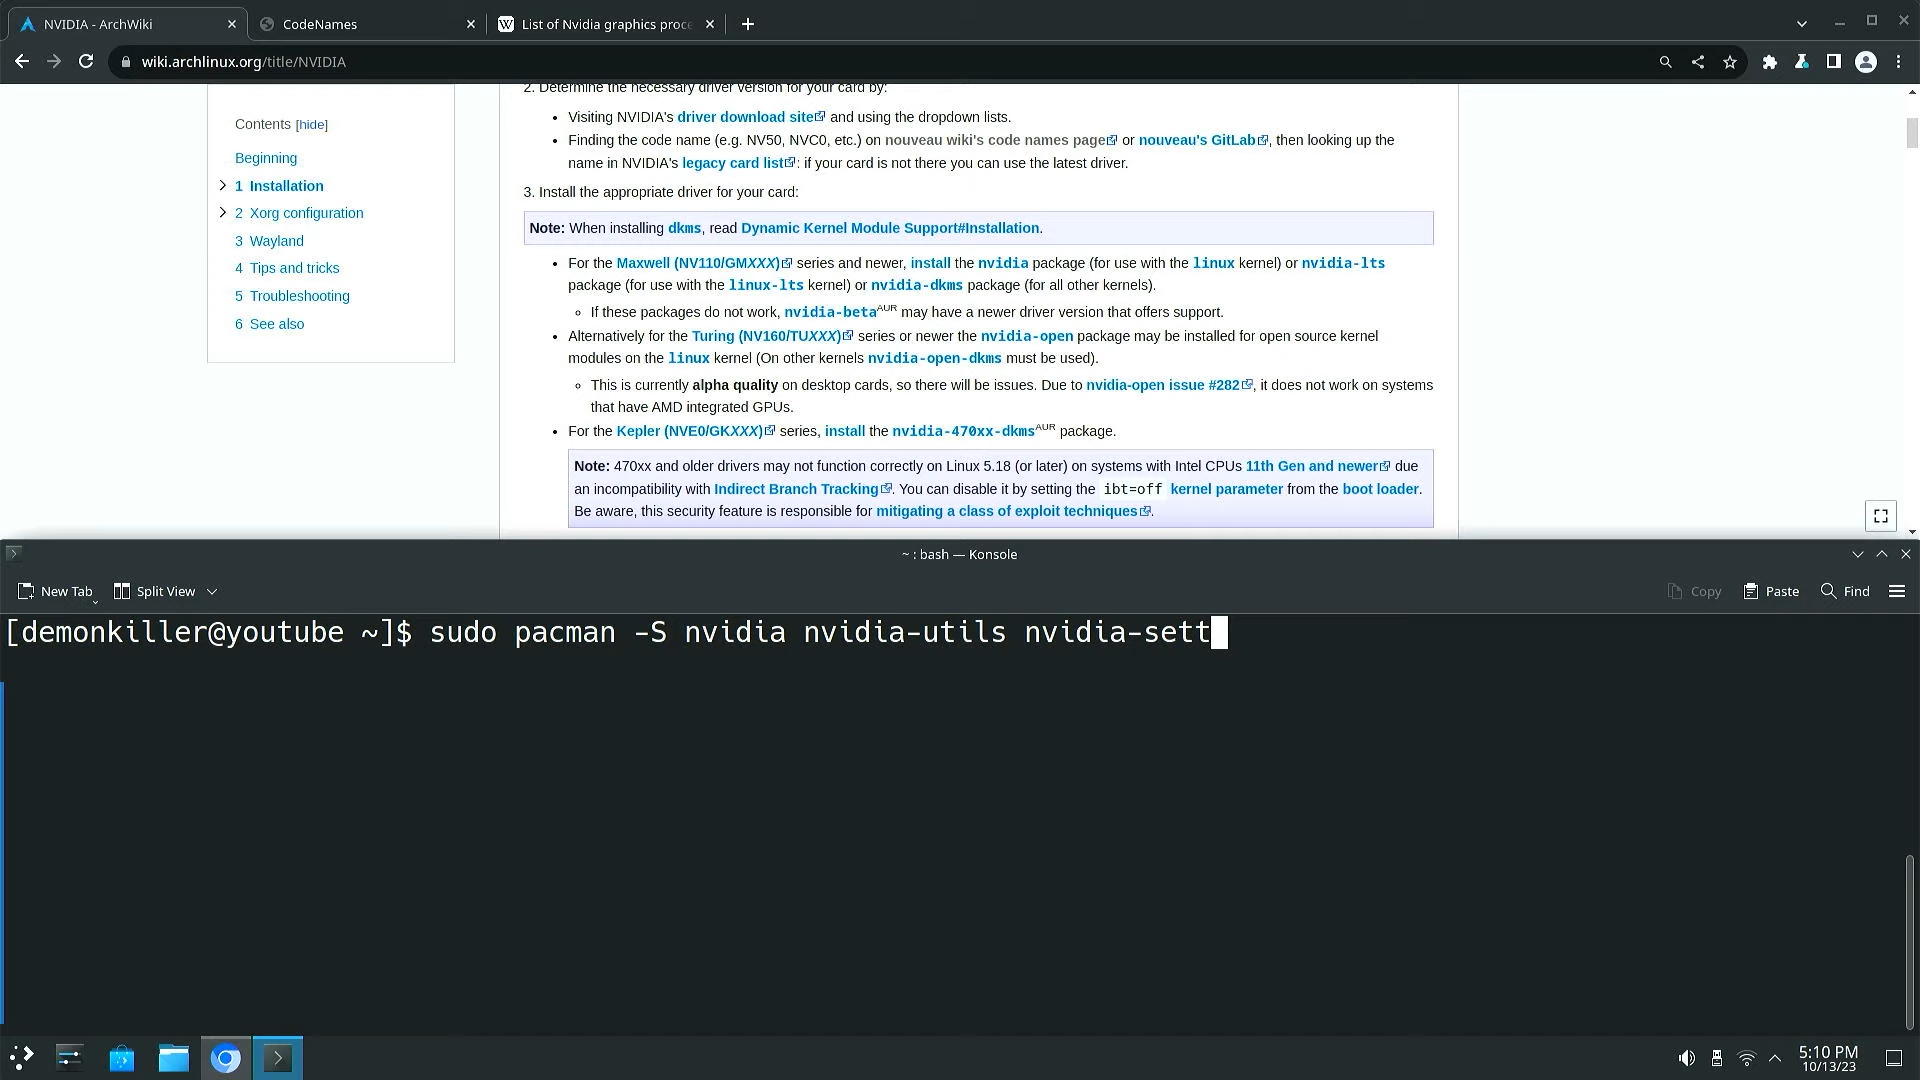 NVIDIA - ArchWiki
CodeNames
List of Nvidia graphics proce
wiki.archlinux.org/title/NVIDIA
Contents [hide]
Beginning
1 Installation
2 Xorg configuration
3 Wayland
4 Tips and tricks
5 Troubleshooting
6 See also
2. Determine the necessary driver version for your card by:
• Visiting NVIDIA's driver download site and using the dropdown lists.
• Finding the code name (e.g. NV50, NVC0, etc.) on nouveau wiki's code names page or nouveau's GitLab, then looking up the
name in NVIDIA's legacy card list: if your card is not there you can use the latest driver.
3. Install the appropriate driver for your card:
Note: When installing dkms, read Dynamic Kernel Module Support#Installation.
• For the Maxwell (NV110/GMXXX) series and newer, install the nvidia package (for use with the linux kernel) or nvidia-lts
package (for use with the linux-lts kernel) or nvidia-dkms package (for all other kernels).
◦ If these packages do not work, nvidia-betaAUR may have a newer driver version that offers support.
• Alternatively for the Turing (NV160/TUXXX) series or newer the nvidia-open package may be installed for open source kernel
modules on the linux kernel (On other kernels nvidia-open-dkms must be used).
◦ This is currently alpha quality on desktop cards, so there will be issues. Due to nvidia-open issue #282, it does not work on systems
that have AMD integrated GPUs.
• For the Kepler (NVE0/GKXXX) series, install the nvidia-470xx-dkmsAUR package.
Note: 470xx and older drivers may not function correctly on Linux 5.18 (or later) on systems with Intel CPUs 11th Gen and newer due
an incompatibility with Indirect Branch Tracking. You can disable it by setting the ibt=off kernel parameter from the boot loader.
Be aware, this security feature is responsible for mitigating a class of exploit techniques.
~ : bash — Konsole
New Tab
Split View
Copy
Paste
Find
[demonkiller@youtube ~]$ sudo pacman -S nvidia nvidia-utils nvidia-sett
5:10 PM
10/13/23